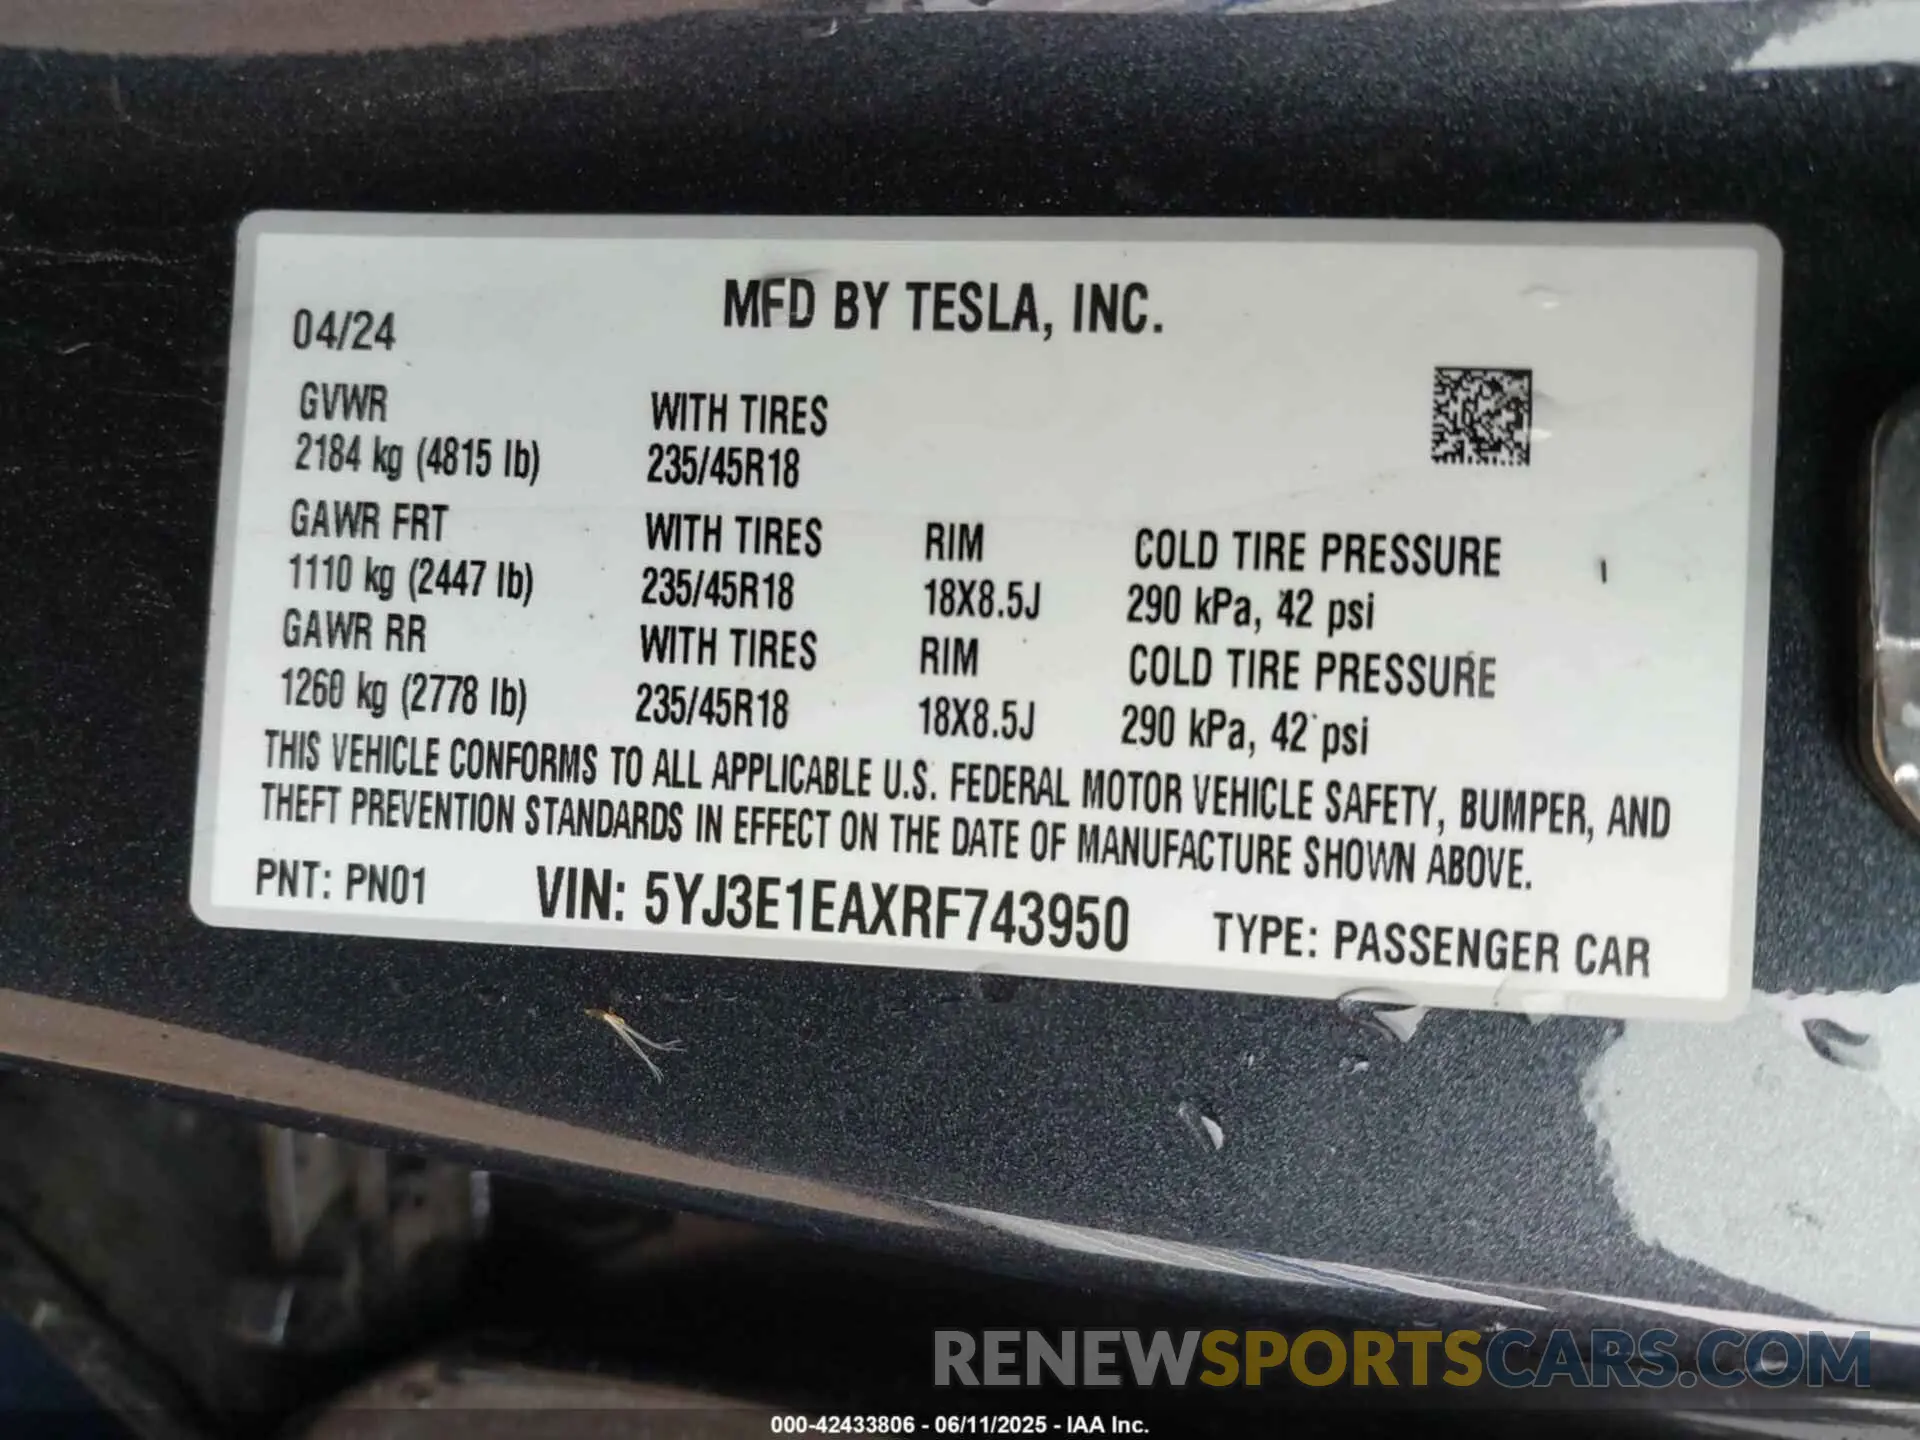 MFD BY TESLA, INC.
04/24
GVWR WITH TIRES
2184 kg (4815 lb) 235/45R18
GAWR FRT WITH TIRES RIM COLD TIRE PRESSURE
1110 kg (2447 lb) 235/45R18 18X8.5J 290 kPa, 42 psi
GAWR RR WITH TIRES RIM COLD TIRE PRESSURE
1260 kg (2778 lb) 235/45R18 18X8.5J 290 kPa, 42 psi
THIS VEHICLE CONFORMS TO ALL APPLICABLE U.S. FEDERAL MOTOR VEHICLE SAFETY, BUMPER, AND
THEFT PREVENTION STANDARDS IN EFFECT ON THE DATE OF MANUFACTURE SHOWN ABOVE.
PNT: PN01 VIN: 5YJ3E1EAXRF743950 TYPE: PASSENGER CAR
RENEWSPORTSCARS.COM
000-42433806 - 06/11/2025 - IAA Inc.